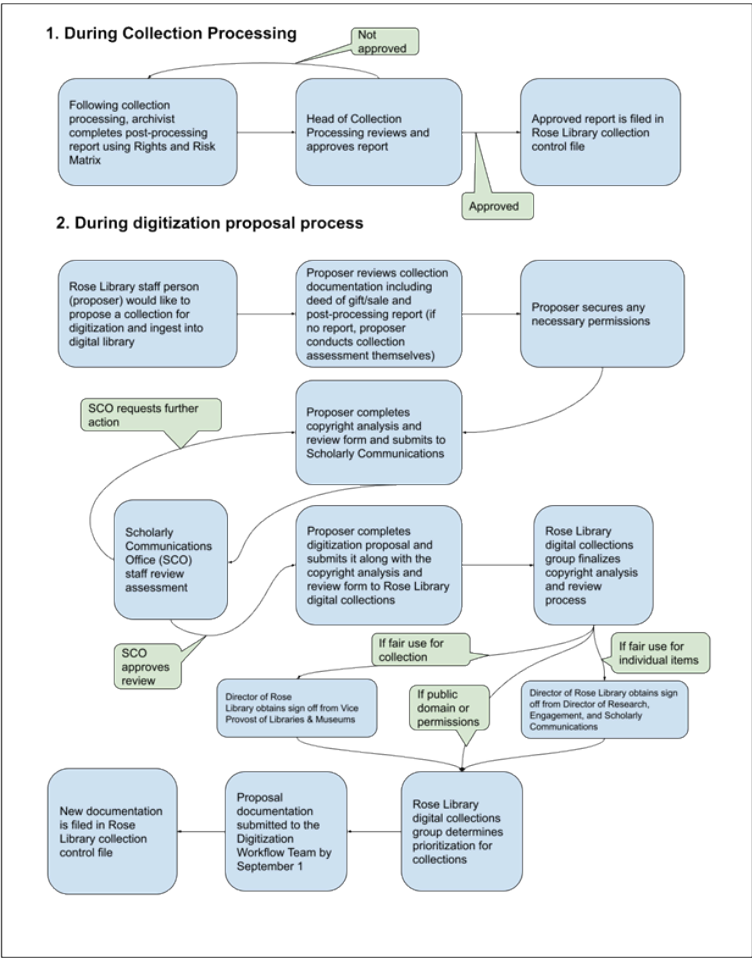 1. During Collection Processing
Not
approved
Following collection
processing, archivist
completes post-processing
report using Rights and Risk
Matrix
Head of Collection
Processing reviews and
approves report
Approved report is filed in
Rose Library collection
control file
Approved
2. During digitization proposal process
Rose Library staff person
(proposer) would like to
propose a collection for
digitization and ingest into
digital library
Proposer reviews collection
documentation including
deed of gift/sale and
post-processing report (if
no report, proposer
conducts collection
assessment themselves)
Proposer secures any
necessary permissions
SCO requests further
action
Proposer completes
copyright analysis and
review form and submits to
Scholarly Communications
Scholarly
Communications
Office (SCO)
staff review
assessment
Proposer completes
digitization proposal and
submits it along with the
copyright analysis and
review form to Rose Library
digital collections
Rose Library
digital collections
group finalizes
copyright analysis
and review
process
SCO
approves
review
If fair use for
collection
If fair use for
individual items
Director of Rose
Library obtains sign off from Vice
Provost of Libraries & Museums
If public
domain or
permissions
Director of Rose Library obtains sign
off from Director of Research,
Engagement, and Scholarly
Communications
New documentation
is filed in Rose
Library collection
control file
Proposal
documentation
submitted to the
Digitization
Workflow Team by
September 1
Rose Library
digital collections
group determines
prioritization for
collections